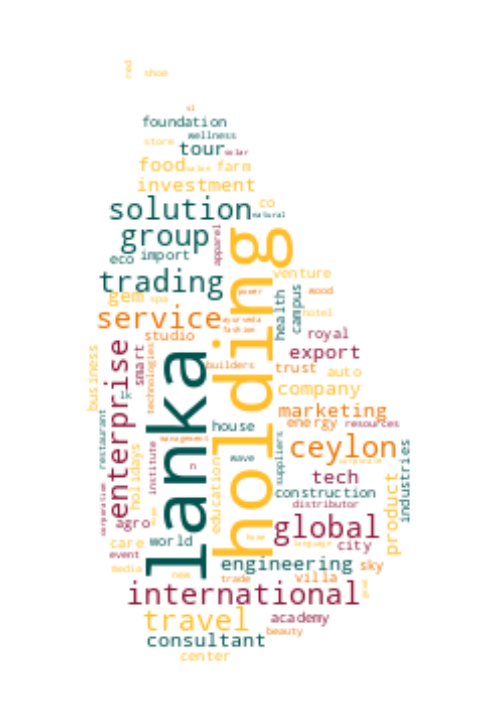 red
shoe
foundation
wellness
store
tour
solar
food
farm
investment
solution
co
natural
group
apparel
eco
import
trading
venture
gem
spa
power
wood
hotel
health
campus
service
ayurveda
fashion
studio
royal
export
business
enterprise
smart
technologies
lanka
holding
builders
trust
auto
company
lk
marketing
energy
resources
house
restaurant
holidays
institute
management
ceylon
wave
suppliers
corporate
n
education
tech
industries
product
construction
distributor
corporation
agro
global
care
world
home
language
city
event
engineering
sky
media
new
trade
villa
international
travel
academy
beauty
consultant
center